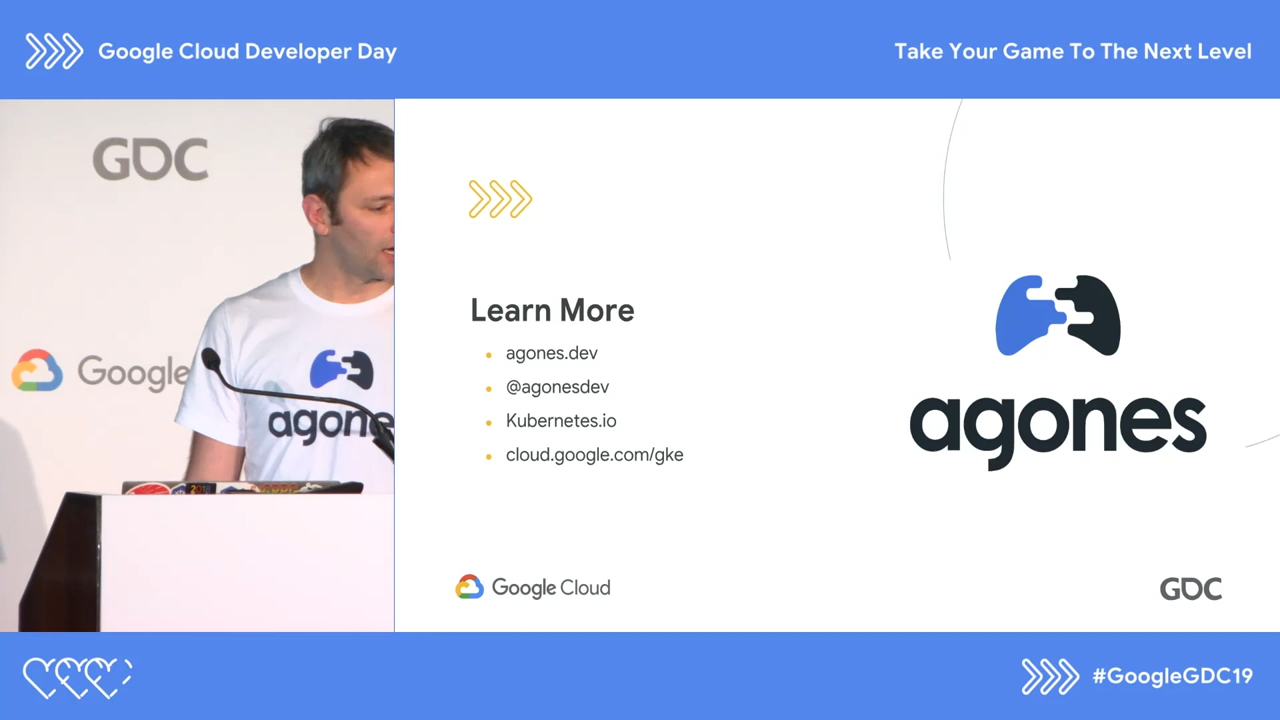 Google Cloud Developer Day
Take Your Game To The Next Level
GDC
Google
agones
Learn More
agones.dev
@agonesdev
Kubernetes.io
cloud.google.com/gke
agones
Google Cloud
GDC
#GoogleGDC19